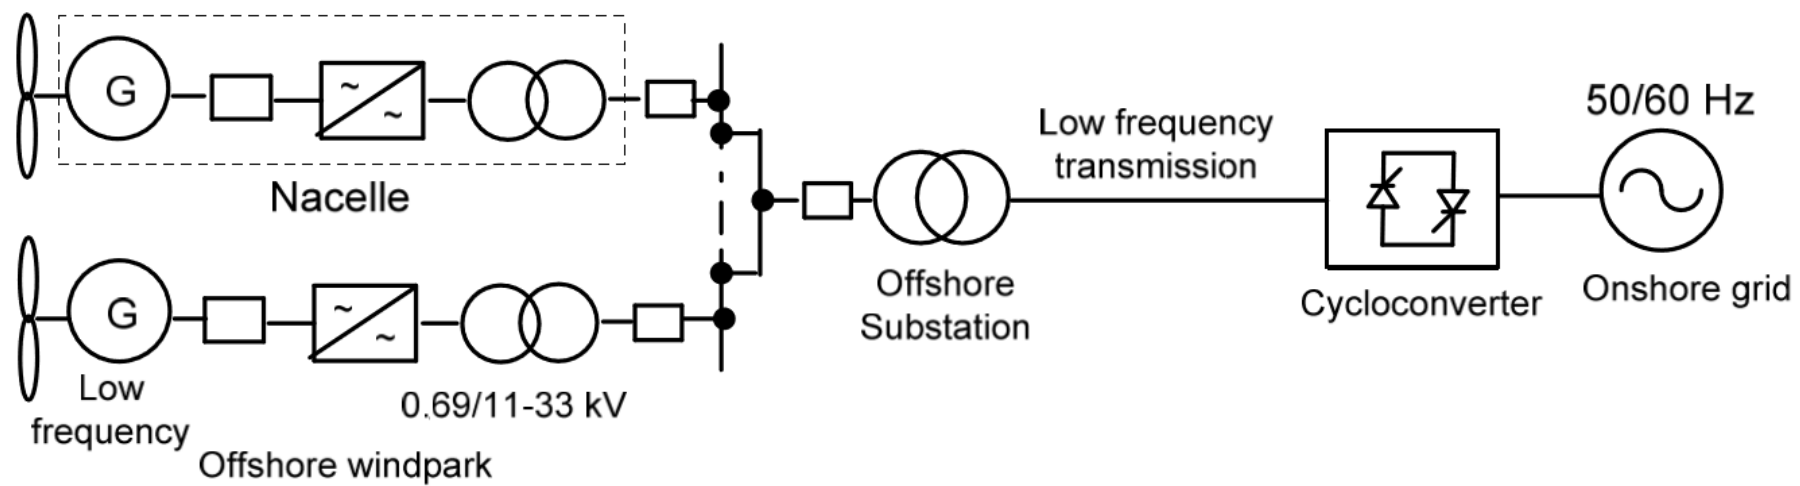 G
~
~
Nacelle
G
~
~
Low
frequency
0.69/11-33 kV
Offshore windpark
Offshore
Substation
Low frequency
transmission
Cycloconverter
50/60 Hz
Onshore grid